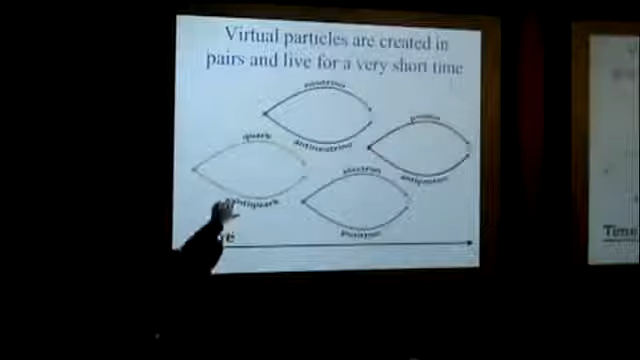 Virtual particles are created in
pairs and live for a very short time
neutrino
antineutrino
proton
antiproton
quark
antiquark
electron
positron
Time